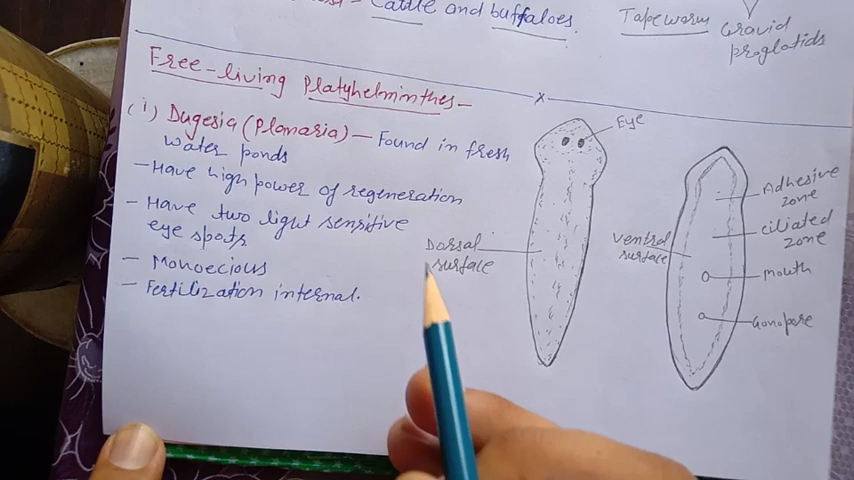 Cattle and buffaloes.
Tapeworm
Gravid
proglotids
Free-living Platyhelminthes-
x
(i) Dugesia (Planaria) - Found in fresh
water ponds
- Have high power of regeneration
- Have two light sensitive
eye spots
- Monoecious
- Fertilization internal.
Eye
Dorsal
surface
Adhesive
zone
ciliated
zone
ventral
surface
mouth
Gonopore